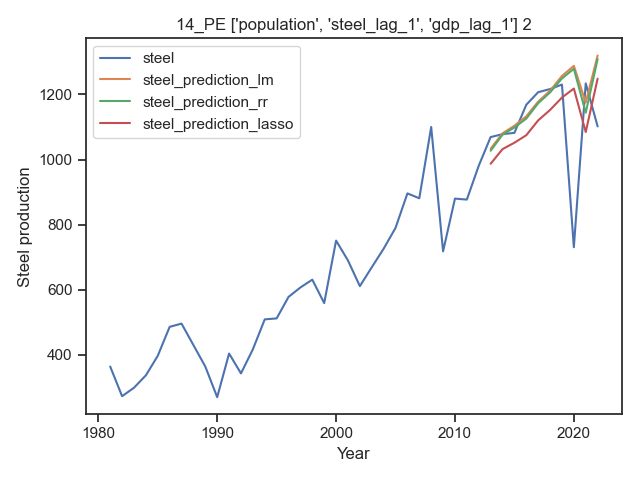 14_PE ['population', 'steel_lag_1', 'gdp_lag_1'] 2
steel
steel_prediction_lm
steel_prediction_rr
steel_prediction_lasso
1200
1000
800
600
400
Steel production
1980
1990
2000
2010
2020
Year